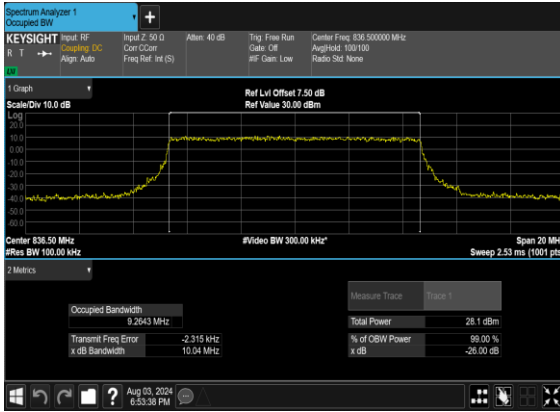 Spectrum Analyzer 1
Occupied BW
+
KEYSIGHT
R T
Input: RF
Coupling: DC
Align: Auto
Input Z: 50 Ω
Corr CCorr
Freq Ref: Int (S)
Atten: 40 dB
Trig: Free Run
Gate: Off
#IF Gain: Low
Center Freq: 836.500000 MHz
Avg|Hold: 100/100
Radio Std: None
1 Graph
Scale/Div 10.0 dB
Ref Lvl Offset 7.50 dB
Ref Value 30.00 dBm
Log
20.0
10.0
0.00
-10.0
-20.0
-30.0
-40.0
-50.0
-60.0
Center 836.50 MHz
#Video BW 300.00 kHz*
Span 20 MH
#Res BW 100.00 kHz
Sweep 2.53 ms (1001 pts
2 Metrics
Measure Trace
Trace 1
Occupied Bandwidth
9.2643 MHz
Total Power
28.1 dBm
Transmit Freq Error
-2.315 kHz
% of OBW Power
99.00 %
x dB Bandwidth
10.04 MHz
x dB
-26.00 dB
?
Aug 03, 2024
6:53:38 PM